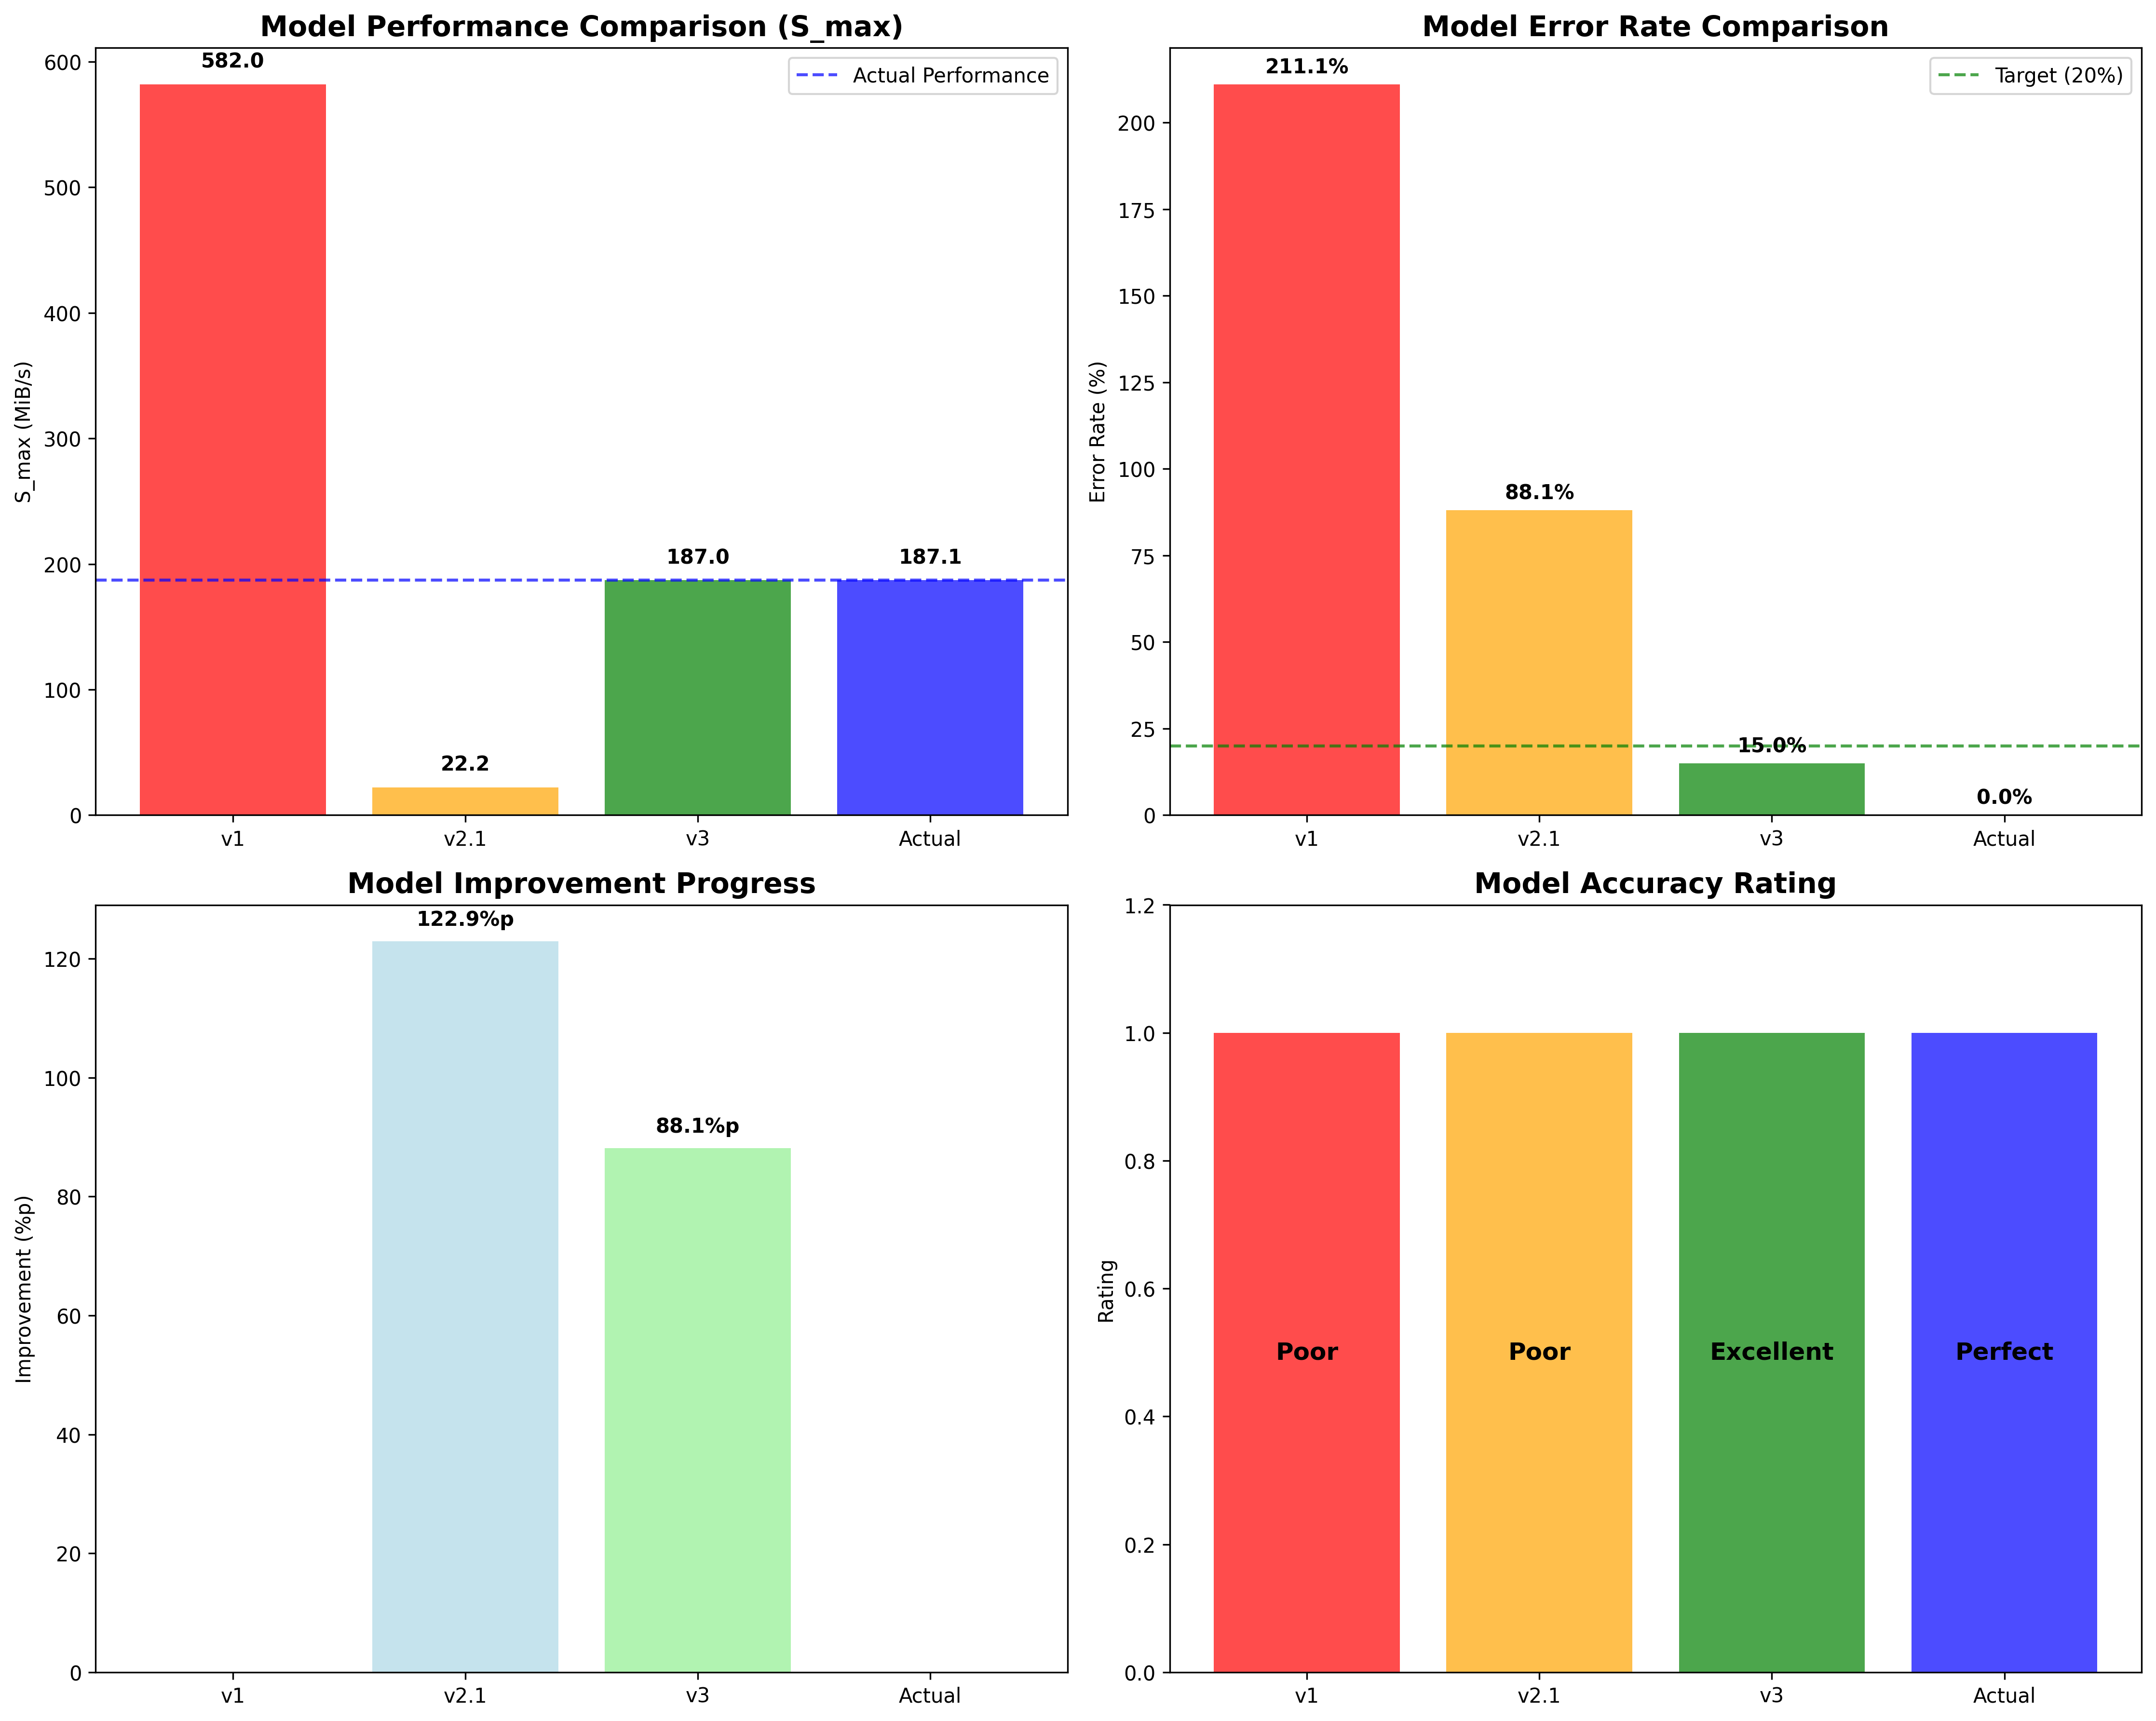 Model Performance Comparison (S_max)
S_max (MiB/s)
600
500
400
300
200
100
0
582.0
22.2
187.0
187.1
Actual Performance
v1
v2.1
v3
Actual
Model Error Rate Comparison
Error Rate (%)
200
175
150
125
100
75
50
25
0
211.1%
88.1%
15.0%
0.0%
Target (20%)
v1
v2.1
v3
Actual
Model Improvement Progress
Improvement (%p)
120
100
80
60
40
20
0
122.9%p
88.1%p
v1
v2.1
v3
Actual
Model Accuracy Rating
Rating
1.2
1.0
0.8
0.6
0.4
0.2
0.0
Poor
Poor
Excellent
Perfect
v1
v2.1
v3
Actual